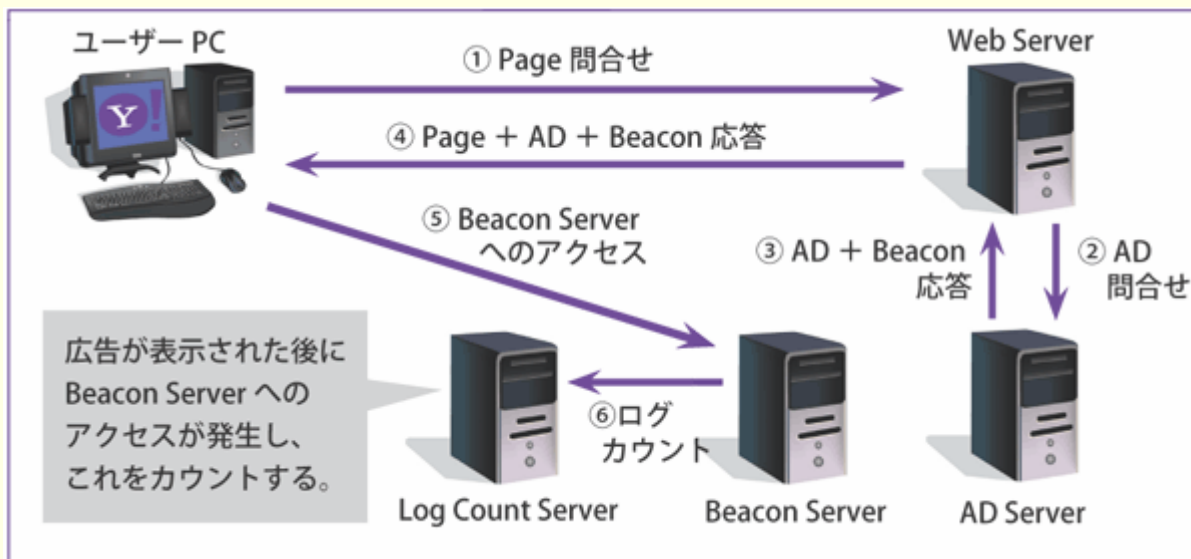 ユーザー PC
Web Server
① Page 問合せ
④ Page + AD + Beacon 応答
Y!
⑤ Beacon Server
へのアクセス
③ AD + Beacon
応答
② AD
問合せ
広告が表示された後に
Beacon Server への
アクセスが発生し、
これをカウントする。
⑥ログ
カウント
Log Count Server
Beacon Server
AD Server